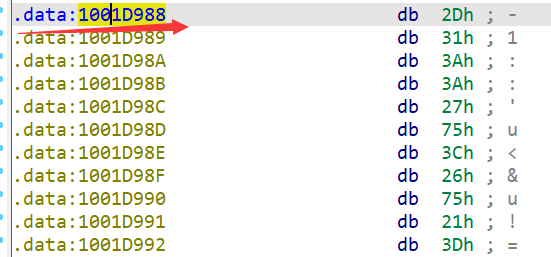 .data:1001D988 db 2Dh ; -
.data:1001D989 db 31h ; 1
.data:1001D98A db 3Ah ; :
.data:1001D98B db 3Ah ; :
.data:1001D98C db 27h ; '
.data:1001D98D db 75h ; u
.data:1001D98E db 3Ch ; <
.data:1001D98F db 26h ; &
.data:1001D990 db 75h ; u
.data:1001D991 db 21h ; !
.data:1001D992 db 3Dh ; =